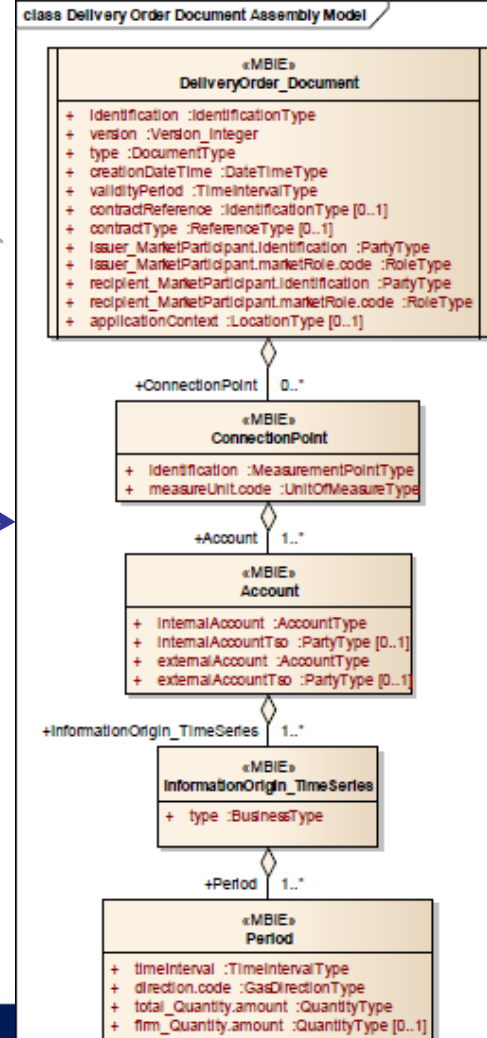 class Delivery Order Document Assembly Model
«MBIE»
DeliveryOrder_Document
+ identification :IdentificationType
+ version :Version_Integer
+ type :DocumentType
+ creationDateTime :DateTimeType
+ validityPeriod :TimeIntervalType
+ contractReference :IdentificationType [0..1]
+ contractType :ReferenceType [0..1]
+ issuer_MarketParticipant.identification :PartyType
+ issuer_MarketParticipant.marketRole.code :RoleType
+ recipient_MarketParticipant.identification :PartyType
+ recipient_MarketParticipant.marketRole.code :RoleType
+ applicationContext :LocationType [0..1]
+ConnectionPoint 0..*
«MBIE»
ConnectionPoint
+ identification :MeasurementPointType
+ measureUnit.code :UnitOfMeasureType
+Account 1..*
«MBIE»
Account
+ internalAccount :AccountType
+ internalAccountTso :PartyType [0..1]
+ externalAccount :AccountType
+ externalAccountTso :PartyType [0..1]
+InformationOrigin_TimeSeries 1..*
«MBIE»
InformationOrigin_TimeSeries
+ type :BusinessType
+Period 1..*
«MBIE»
Period
+ timeInterval :TimeIntervalType
+ direction.code :GasDirectionType
+ total_Quantity.amount :QuantityType
+ firm_Quantity.amount :QuantityType [0..1]